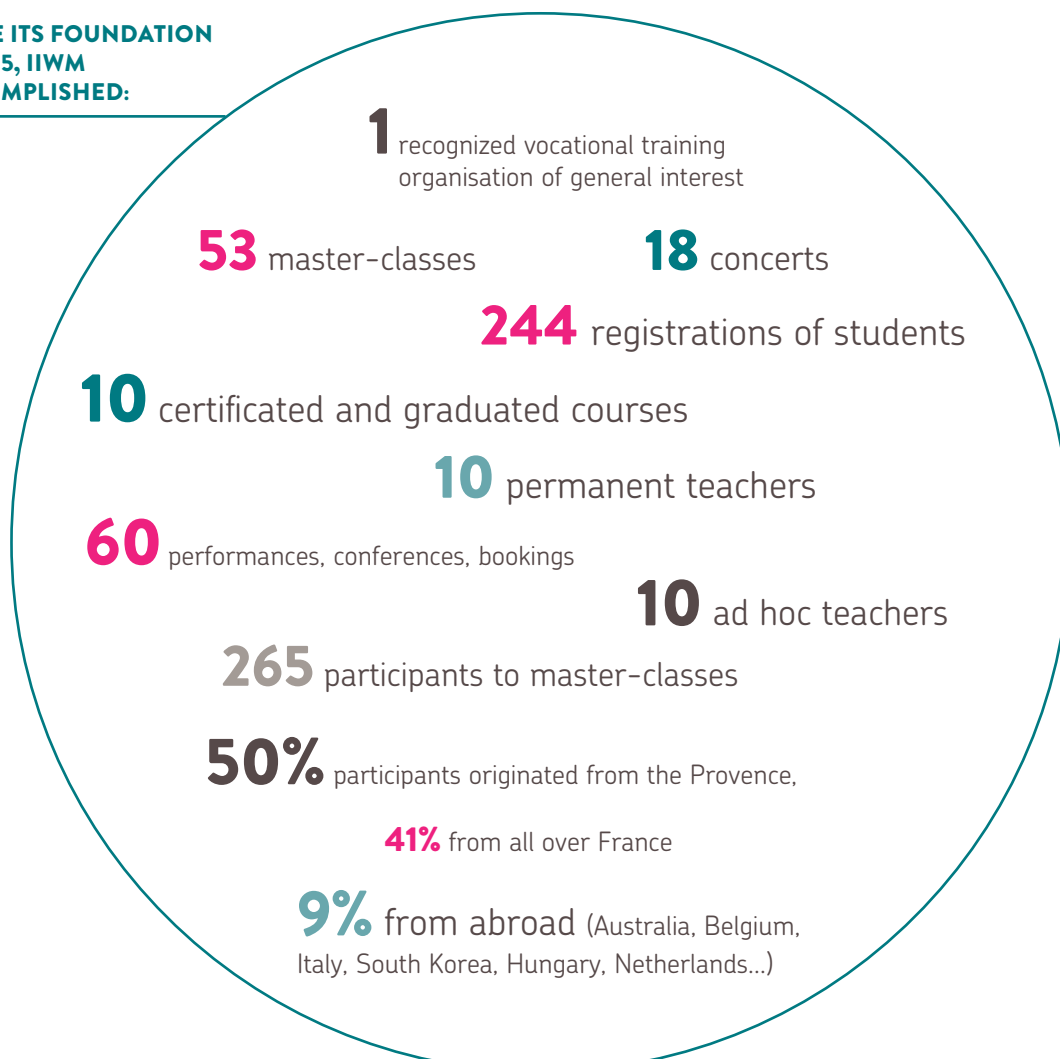 ITS FOUNDATION
5, IIWM
MPLISHED:
1 recognized vocational training
organisation of general interest
53 master-classes
18 concerts
244 registrations of students
10 certificated and graduated courses
10 permanent teachers
60 performances, conferences, bookings
10 ad hoc teachers
265 participants to master-classes
50% participants originated from the Provence,
41% from all over France
9% from abroad (Australia, Belgium,
Italy, South Korea, Hungary, Netherlands...)